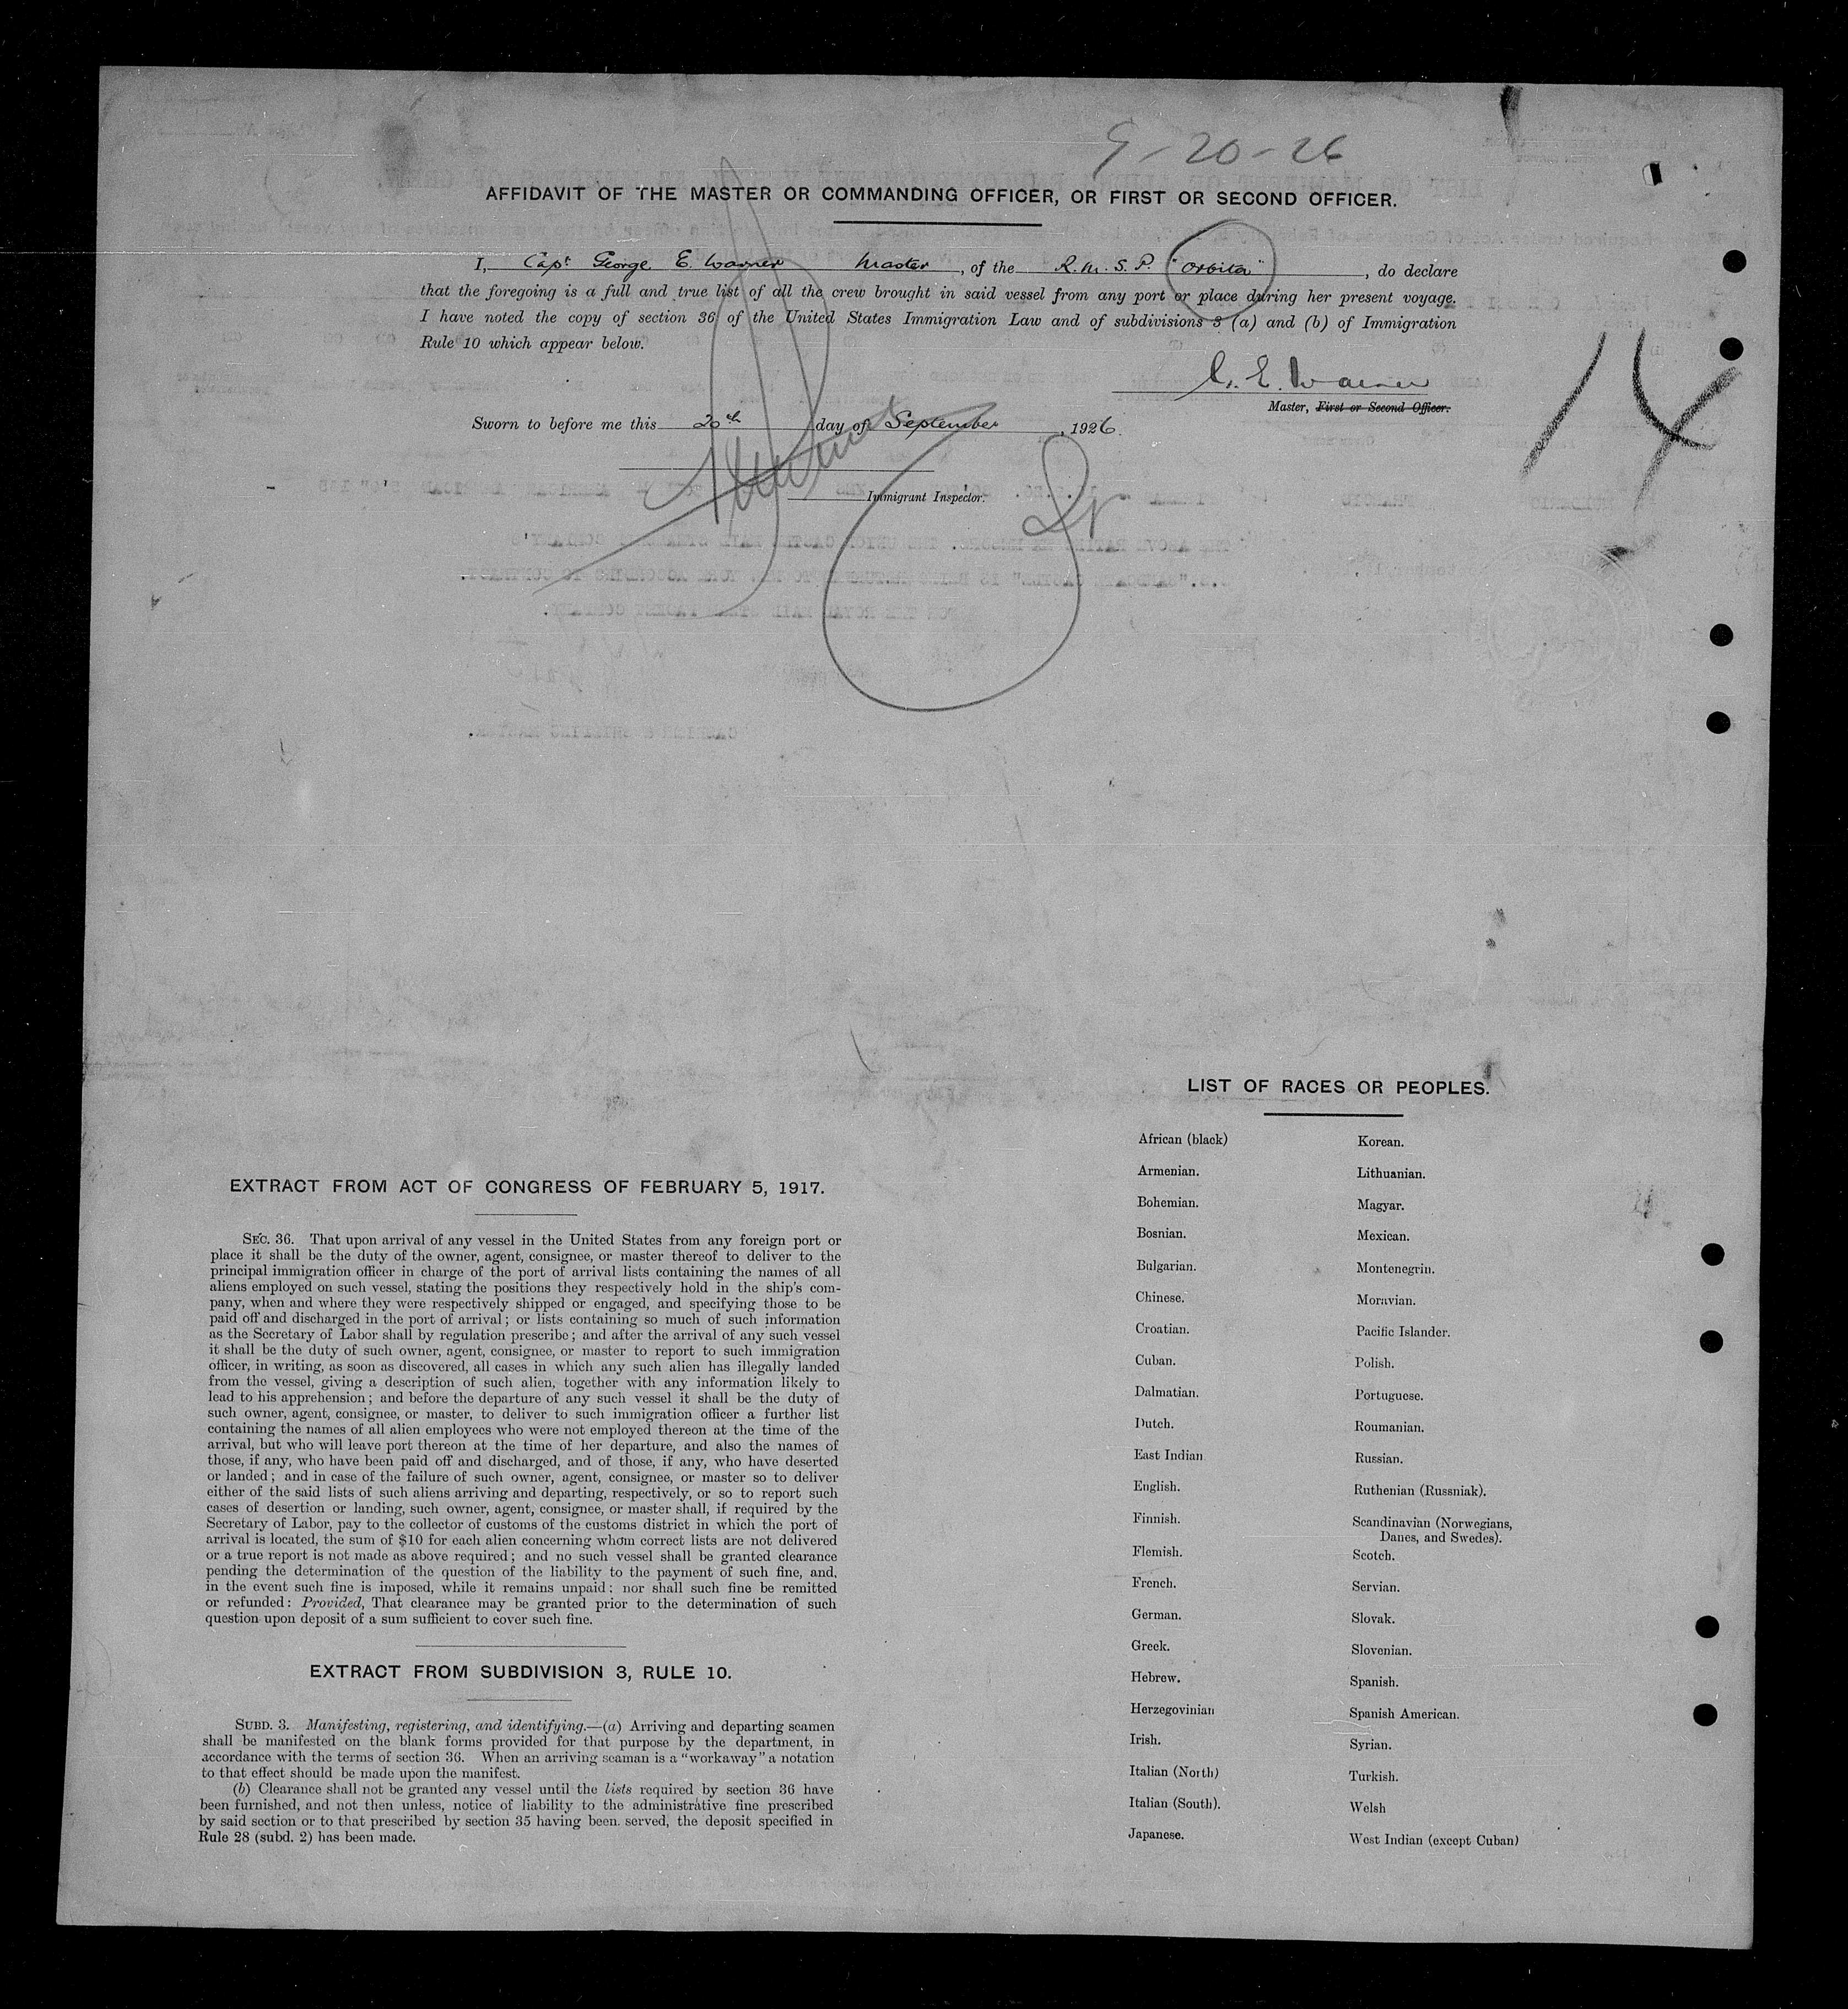 9-20-26
AFFIDAVIT OF THE MASTER OR COMMANDING OFFICER, OR FIRST OR SECOND OFFICER.
I, Capt George E. Warner Master, of the R.M.S.P. "Orbita", do declare
that the foregoing is a full and true list of all the crew brought in said vessel from any port or place during her present voyage.
I have noted the copy of section 36 of the United States Immigration Law and of subdivisions 3 (a) and (b) of Immigration
Rule 10 which appear below.
14
G. E. Warner
Master, First or Second Officer.
Sworn to before me this 20th day of September, 1926.
Immigrant Inspector.
EXTRACT FROM ACT OF CONGRESS OF FEBRUARY 5, 1917.
SEC. 36. That upon arrival of any vessel in the United States from any foreign port or
place it shall be the duty of the owner, agent, consignee, or master thereof to deliver to the
principal immigration officer in charge of the port of arrival lists containing the names of all
aliens employed on such vessel, stating the positions they respectively hold in the ship's com-
pany, when and where they were respectively shipped or engaged, and specifying those to be
paid off and discharged in the port of arrival; or lists containing so much of such information
as the Secretary of Labor shall by regulation prescribe; and after the arrival of any such vessel
it shall be the duty of such owner, agent, consignee, or master to report to such immigration
officer, in writing, as soon as discovered, all cases in which any such alien has illegally landed
from the vessel, giving a description of such alien, together with any information likely to
lead to his apprehension; and before the departure of any such vessel it shall be the duty of
such owner, agent, consignee, or master, to deliver to such immigration officer a further list
containing the names of all alien employees who were not employed thereon at the time of the
arrival, but who will leave port thereon at the time of her departure, and also the names of
those, if any, who have been paid off and discharged, and of those, if any, who have deserted
or landed; and in case of the failure of such owner, agent, consignee, or master so to deliver
either of the said lists of such aliens arriving and departing, respectively, or so to report such
cases of desertion or landing, such owner, agent, consignee, or master shall, if required by the
Secretary of Labor, pay to the collector of customs of the customs district in which the port of
arrival is located, the sum of $10 for each alien concerning whom correct lists are not delivered
or a true report is not made as above required; and no such vessel shall be granted clearance
pending the determination of the question of the liability to the payment of such fine, and,
in the event such fine is imposed, while it remains unpaid; nor shall such fine be remitted
or refunded: Provided, That clearance may be granted prior to the determination of such
question upon deposit of a sum sufficient to cover such fine.
EXTRACT FROM SUBDIVISION 3, RULE 10.
SUBD. 3. Manifesting, registering, and identifying.—(a) Arriving and departing seamen
shall be manifested on the blank forms provided for that purpose by the department, in
accordance with the terms of section 36. When an arriving seaman is a "workaway" a notation
to that effect should be made upon the manifest.
(b) Clearance shall not be granted any vessel until the lists required by section 36 have
been furnished, and not then unless, notice of liability to the administrative fine prescribed
by said section or to that prescribed by section 35 having been served, the deposit specified in
Rule 28 (subd. 2) has been made.
LIST OF RACES OR PEOPLES.
African (black)
Armenian.
Bohemian.
Bosnian.
Bulgarian.
Chinese.
Croatian.
Cuban.
Dalmatian.
Dutch.
East Indian
English.
Finnish.
Flemish.
French.
German.
Greek.
Hebrew.
Herzegovinian
Irish.
Italian (North)
Italian (South).
Japanese.
Korean.
Lithuanian.
Magyar.
Mexican.
Montenegrin.
Moravian.
Pacific Islander.
Polish.
Portuguese.
Roumanian.
Russian.
Ruthenian (Russniak).
Scandinavian (Norwegians,
Danes, and Swedes).
Scotch.
Servian.
Slovak.
Slovenian.
Spanish.
Spanish American.
Syrian.
Turkish.
Welsh
West Indian (except Cuban)